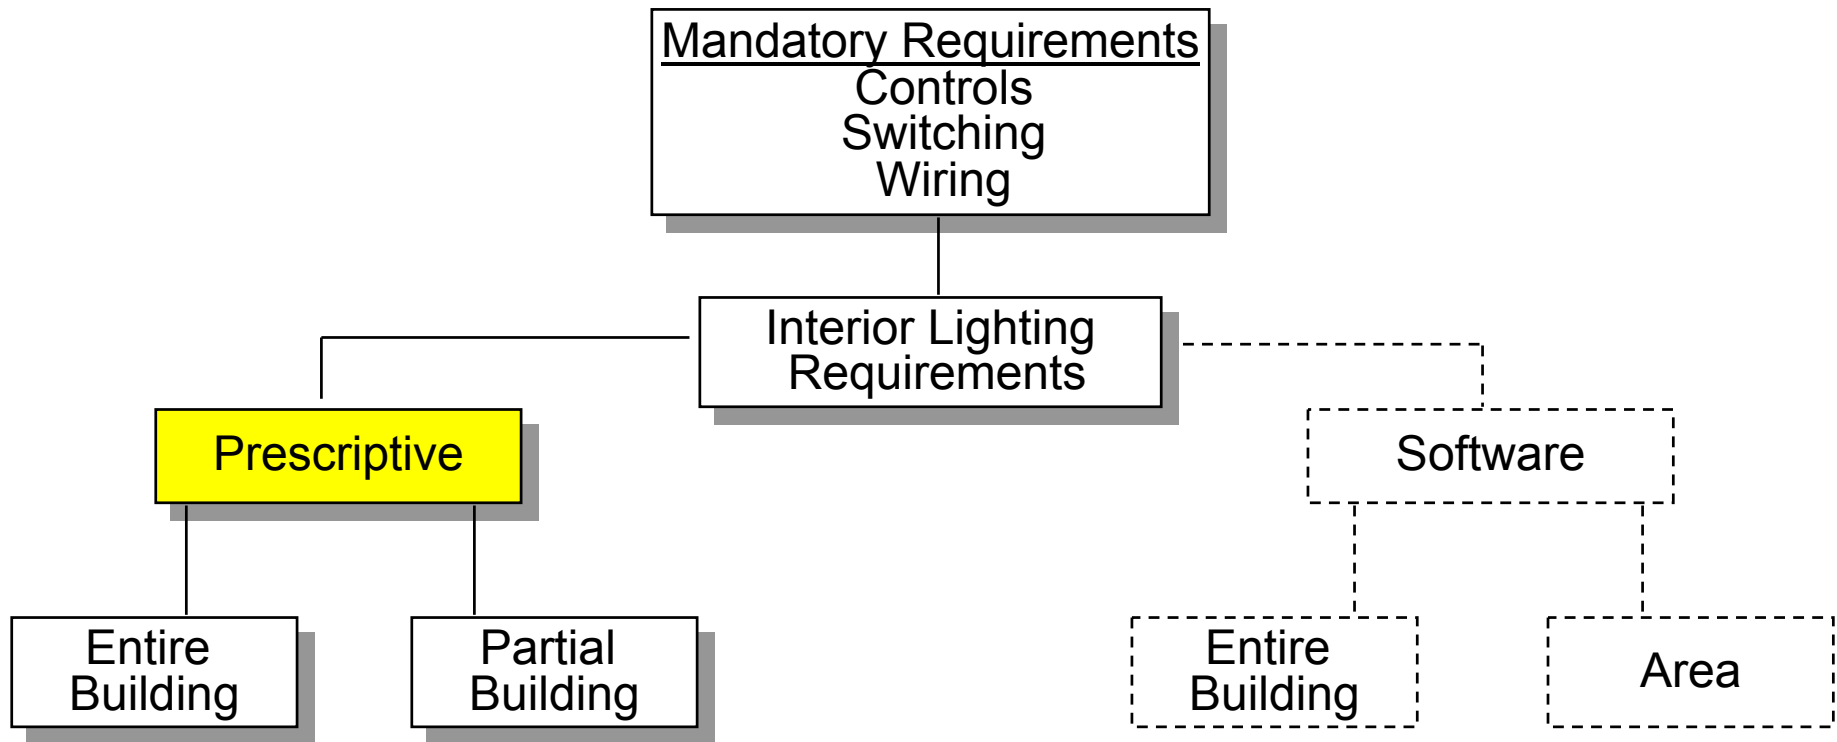 Mandatory Requirements
Controls
Switching
Wiring
Interior Lighting
Requirements
Prescriptive
Software
Entire
Building
Partial
Building
Entire
Building
Area